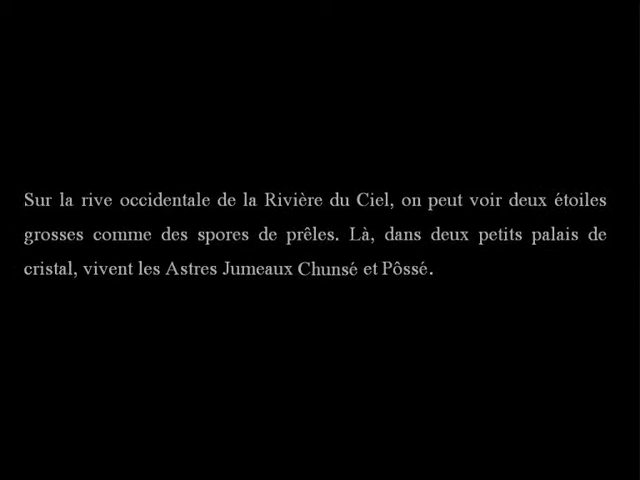 Sur la rive occidentale de la Rivière du Ciel, on peut voir deux étoiles
grosses comme des spores de prêles. Là, dans deux petits palais de
cristal, vivent les Astres Jumeaux Chunsé et Pôssé.